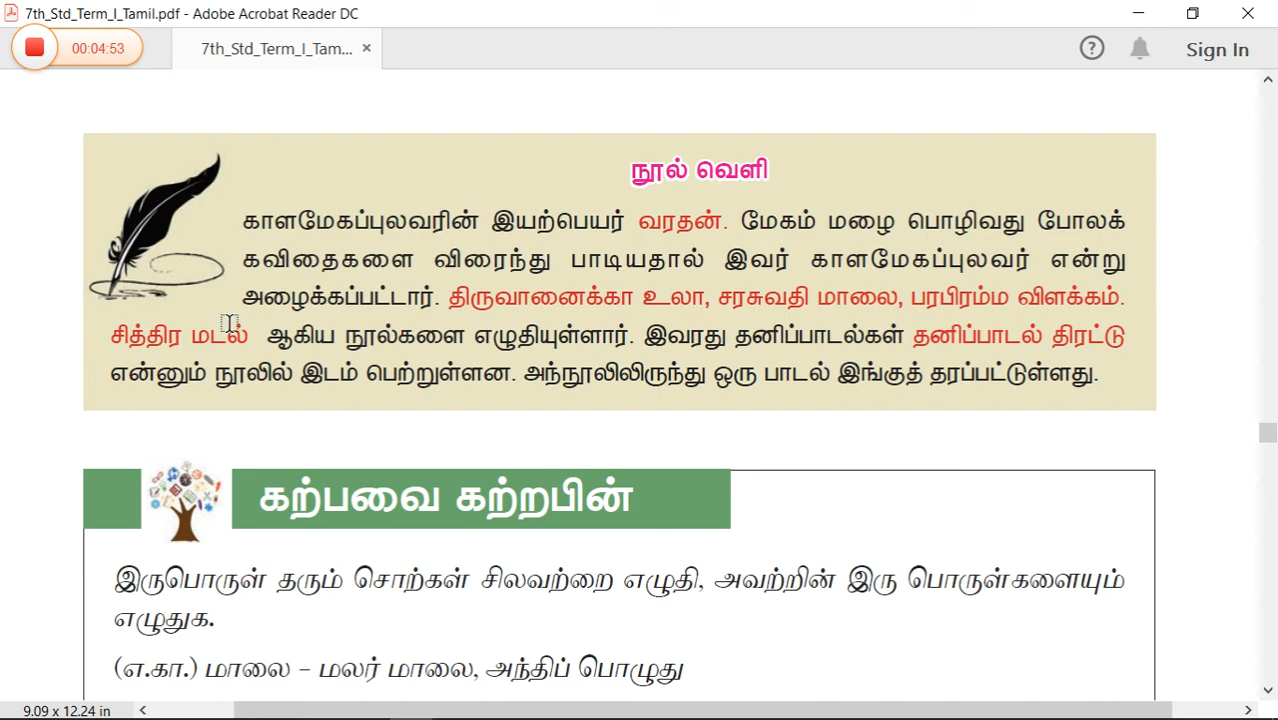 7th_Std_Term_I_Tamil.pdf - Adobe Acrobat Reader DC
00:04:53
7th_Std_Term_I_Tam... ×
Sign In
நூல் வெளி
காளமேகப்புலவரின் இயற்பெயர் வரதன். மேகம் மழை பொழிவது போலக்
கவிதைகளை விரைந்து பாடியதால் இவர் காளமேகப்புலவர் என்று
அழைக்கப்பட்டார். திருவானைக்கா உலா, சரசுவதி மாலை, பரபிரம்ம விளக்கம்.
சித்திர மடல் ஆகிய நூல்களை எழுதியுள்ளார். இவரது தனிப்பாடல்கள் தனிப்பாடல் திரட்டு
என்னும் நூலில் இடம் பெற்றுள்ளன. அந்நூலிலிருந்து ஒரு பாடல் இங்குத் தரப்பட்டுள்ளது.
கற்பவை கற்றபின்
இருபொருள் தரும் சொற்கள் சிலவற்றை எழுதி, அவற்றின் இரு பொருள்களையும்
எழுதுக.
(எ.கா.) மாலை – மலர் மாலை, அந்திப் பொழுது
9.09 x 12.24 in